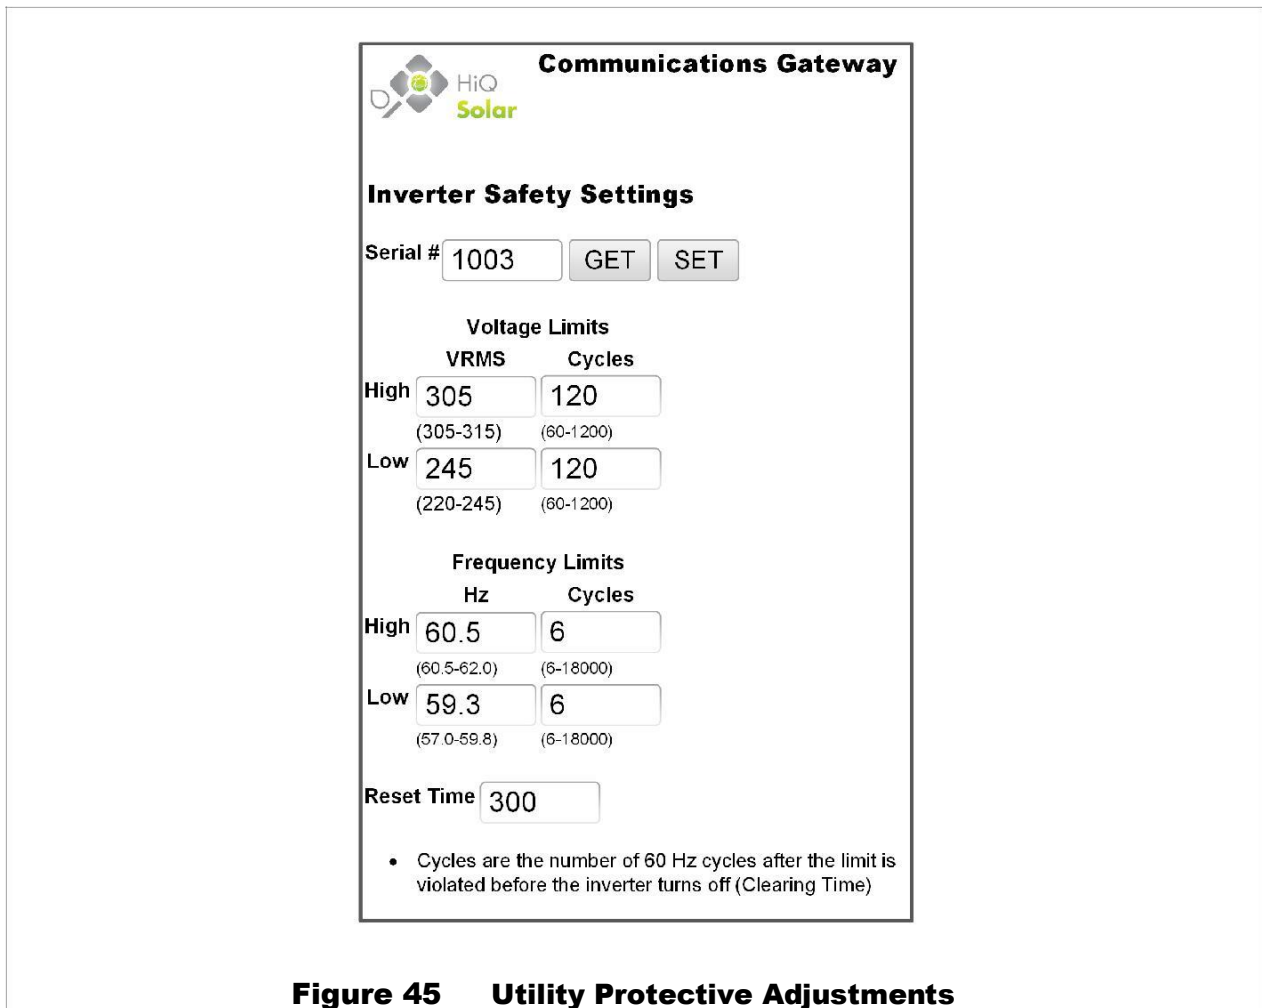 Communications Gateway
HiQ
Solar
Inverter Safety Settings
Serial # 1003 GET SET
Voltage Limits
VRMS Cycles
High 305 120
(305-315) (60-1200)
Low 245 120
(220-245) (60-1200)
Frequency Limits
Hz Cycles
High 60.5 6
(60.5-62.0) (6-18000)
Low 59.3 6
(57.0-59.8) (6-18000)
Reset Time 300
• Cycles are the number of 60 Hz cycles after the limit is
violated before the inverter turns off (Clearing Time)
Figure 45 Utility Protective Adjustments